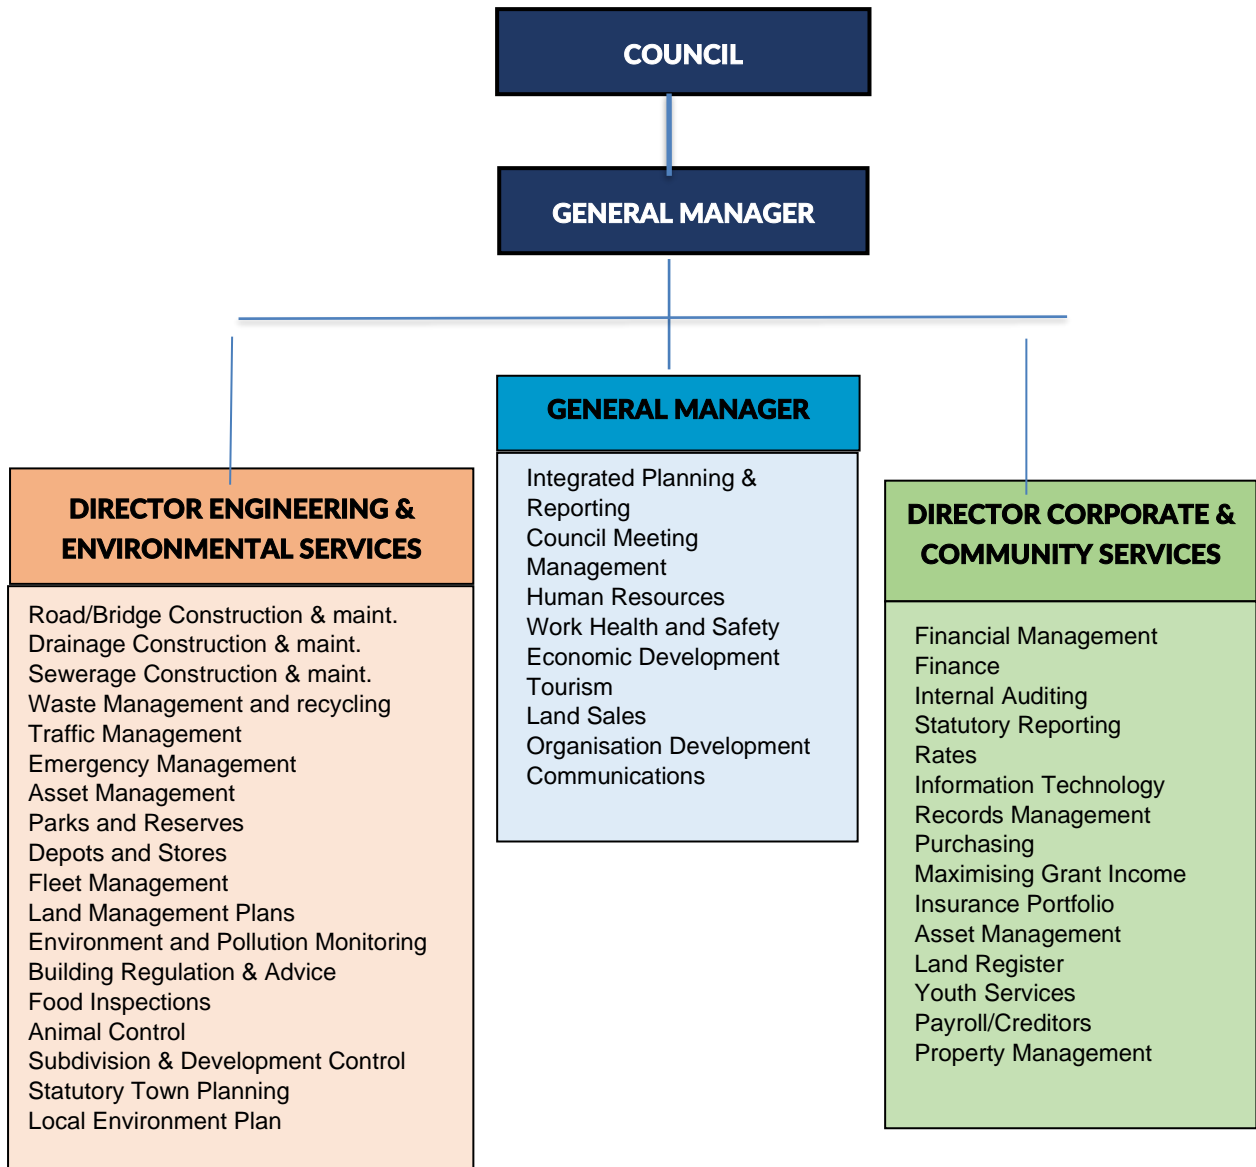 COUNCIL
GENERAL MANAGER
GENERAL MANAGER
Integrated Planning &
Reporting
Council Meeting
Management
Human Resources
Work Health and Safety
Economic Development
Tourism
Land Sales
Organisation Development
Communications
DIRECTOR ENGINEERING &
ENVIRONMENTAL SERVICES
Road/Bridge Construction & maint.
Drainage Construction & maint.
Sewerage Construction & maint.
Waste Management and recycling
Traffic Management
Emergency Management
Asset Management
Parks and Reserves
Depots and Stores
Fleet Management
Land Management Plans
Environment and Pollution Monitoring
Building Regulation & Advice
Food Inspections
Animal Control
Subdivision & Development Control
Statutory Town Planning
Local Environment Plan
DIRECTOR CORPORATE &
COMMUNITY SERVICES
Financial Management
Finance
Internal Auditing
Statutory Reporting
Rates
Information Technology
Records Management
Purchasing
Maximising Grant Income
Insurance Portfolio
Asset Management
Land Register
Youth Services
Payroll/Creditors
Property Management